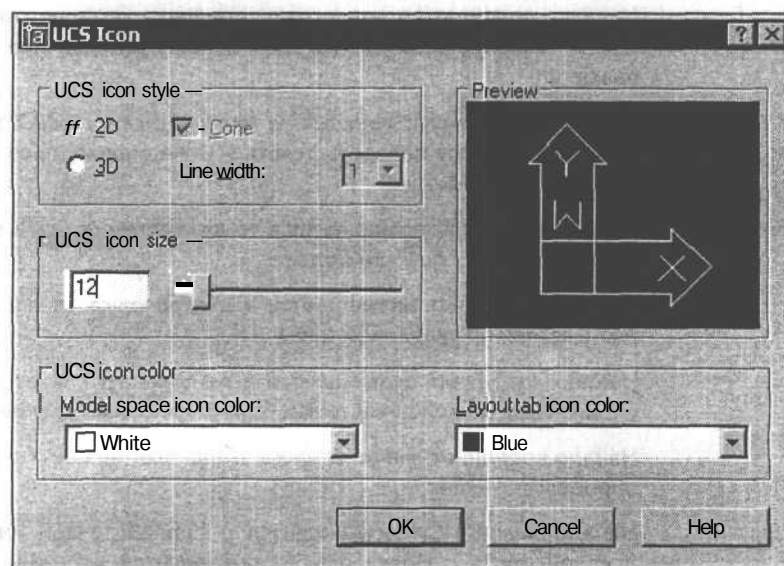 UCS Icon
UCS icon style
Preview
ff 2D
Cone
3D
Line width:
1
Y
W
X
UCS icon size
12
UCS icon color
Model space icon color:
Layout tab icon color:
White
Blue
OK
Cancel
Help